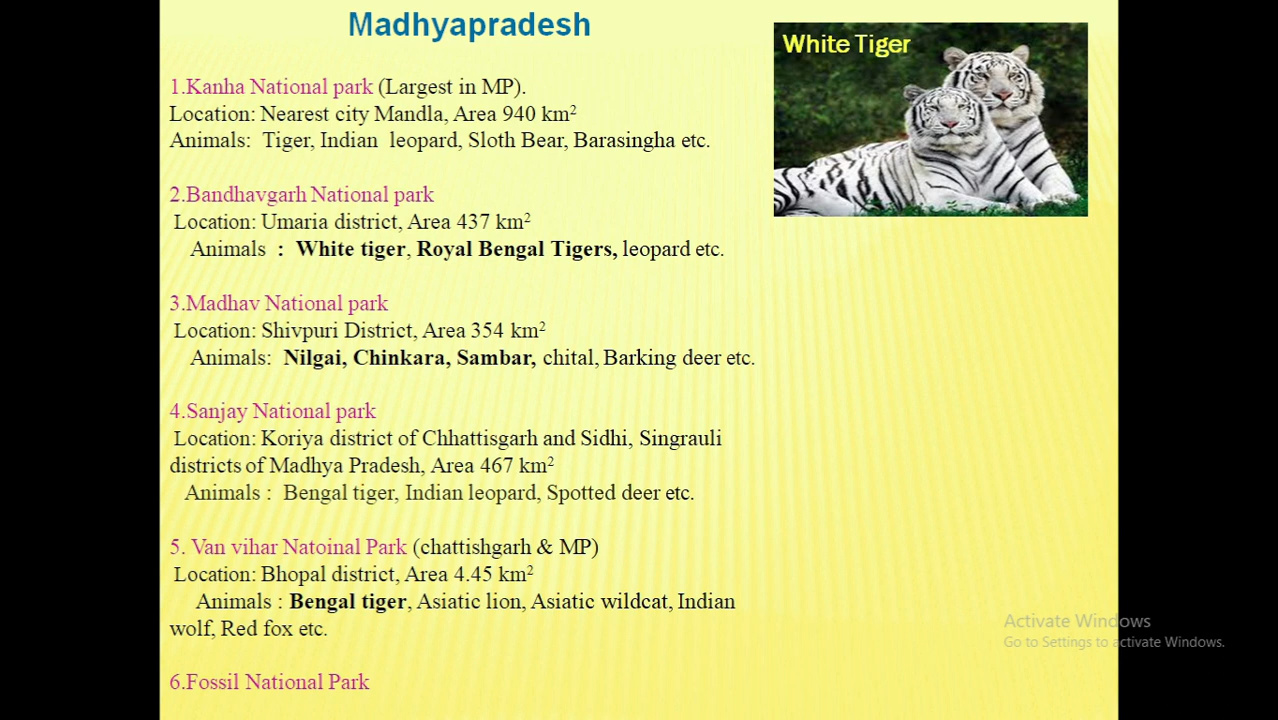 Madhyapradesh
White Tiger
1.Kanha National park (Largest in MP).
Location: Nearest city Mandla, Area 940 km²
Animals: Tiger, Indian leopard, Sloth Bear, Barasingha etc.
2.Bandhavgarh National park
Location: Umaria district, Area 437 km²
Animals : White tiger, Royal Bengal Tigers, leopard etc.
3.Madhav National park
Location: Shivpuri District, Area 354 km²
Animals: Nilgai, Chinkara, Sambar, chital, Barking deer etc.
4.Sanjay National park
Location: Koriya district of Chhattisgarh and Sidhi, Singrauli
districts of Madhya Pradesh, Area 467 km²
Animals : Bengal tiger, Indian leopard, Spotted deer etc.
5. Van vihar Natoinal Park (chattishgarh & MP)
Location: Bhopal district, Area 4.45 km²
Animals : Bengal tiger, Asiatic lion, Asiatic wildcat, Indian
wolf, Red fox etc.
6.Fossil National Park
Activate Windows
Go to Settings to activate Windows.